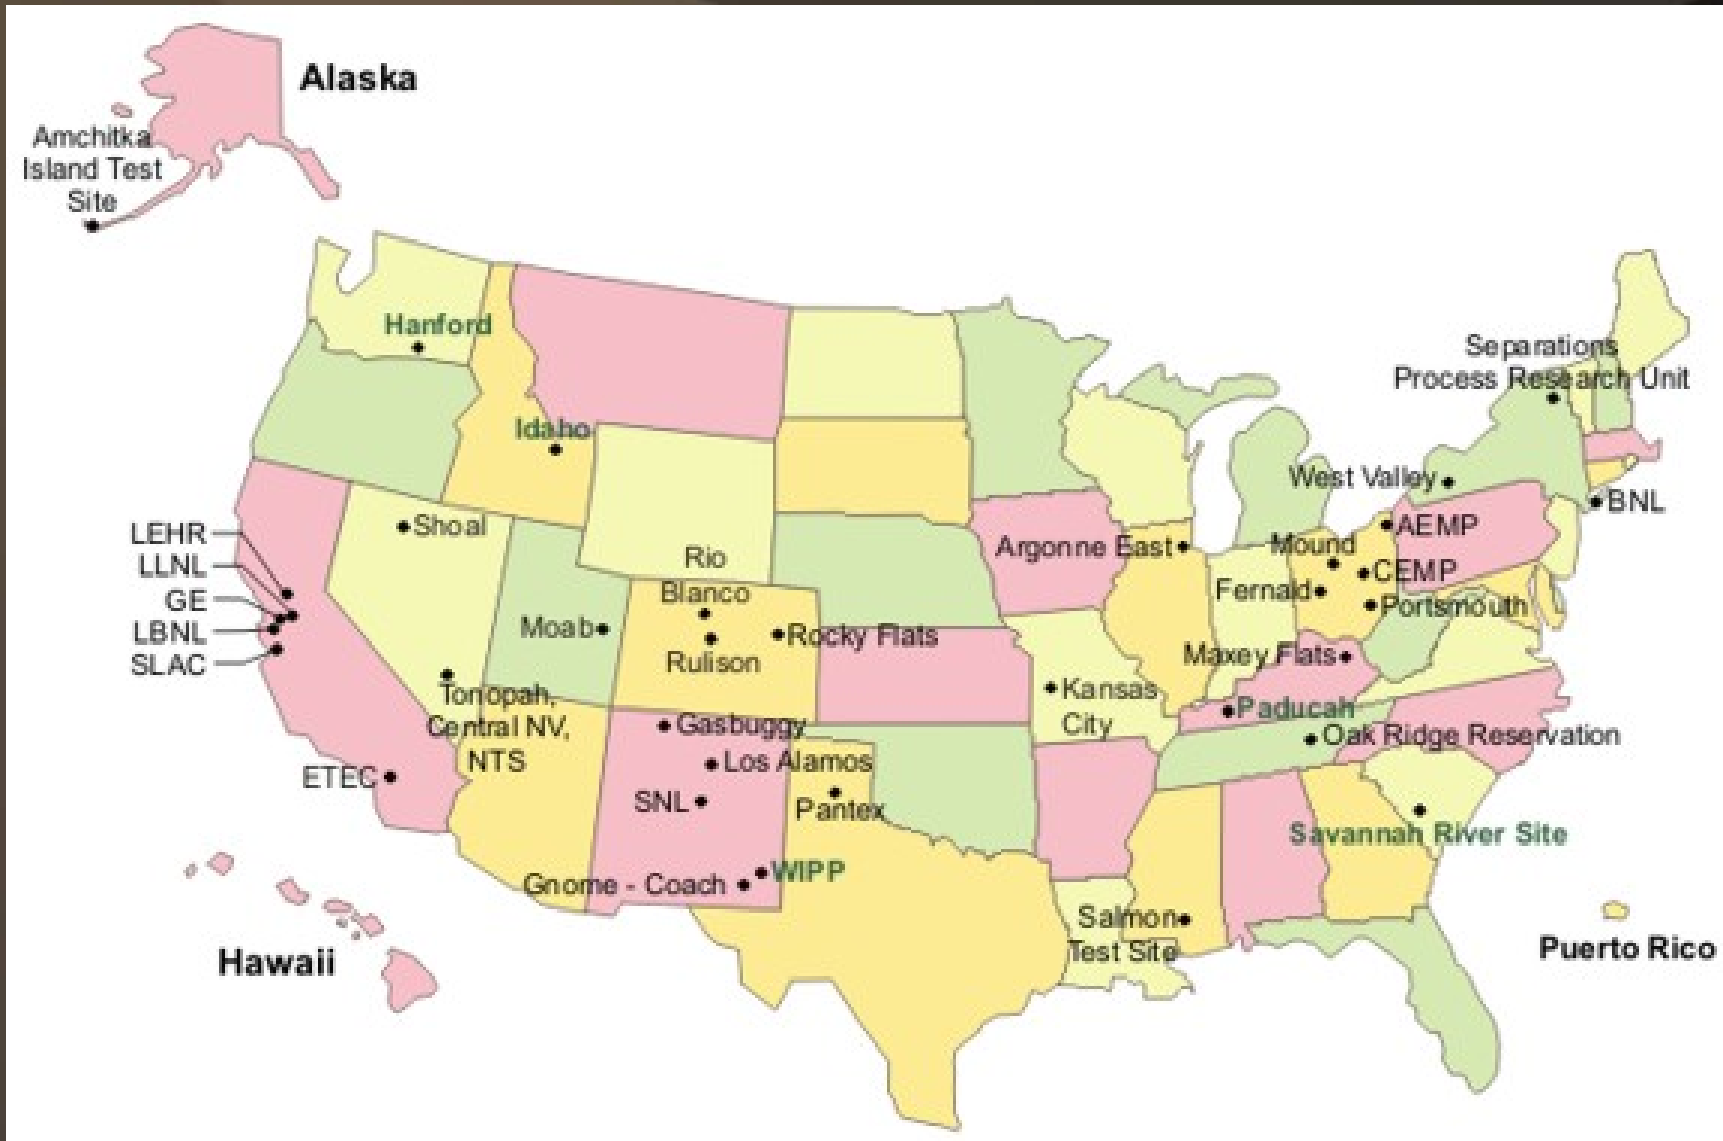 Alaska
Amchitka
Island Test
Site
Hanford
Idaho
Separations
Process Research Unit
West Valley
BNL
Shoal
LEHR
LLNL
GE
LBNL
SLAC
Rio
Blanco
Moab
Rulison
Rocky Flats
Argonne East
Mound
AEMP
CEMP
Fernald
Portsmouth
Maxey Flats
Kansas
City
Paducah
Oak Ridge Reservation
Tonopah,
Central NV,
NTS
Gasbuggy
Los Alamos
ETEC
SNL
Pantex
Savannah River Site
WIPP
Gnome - Coach
Salmon
Test Site
Hawaii
Puerto Rico